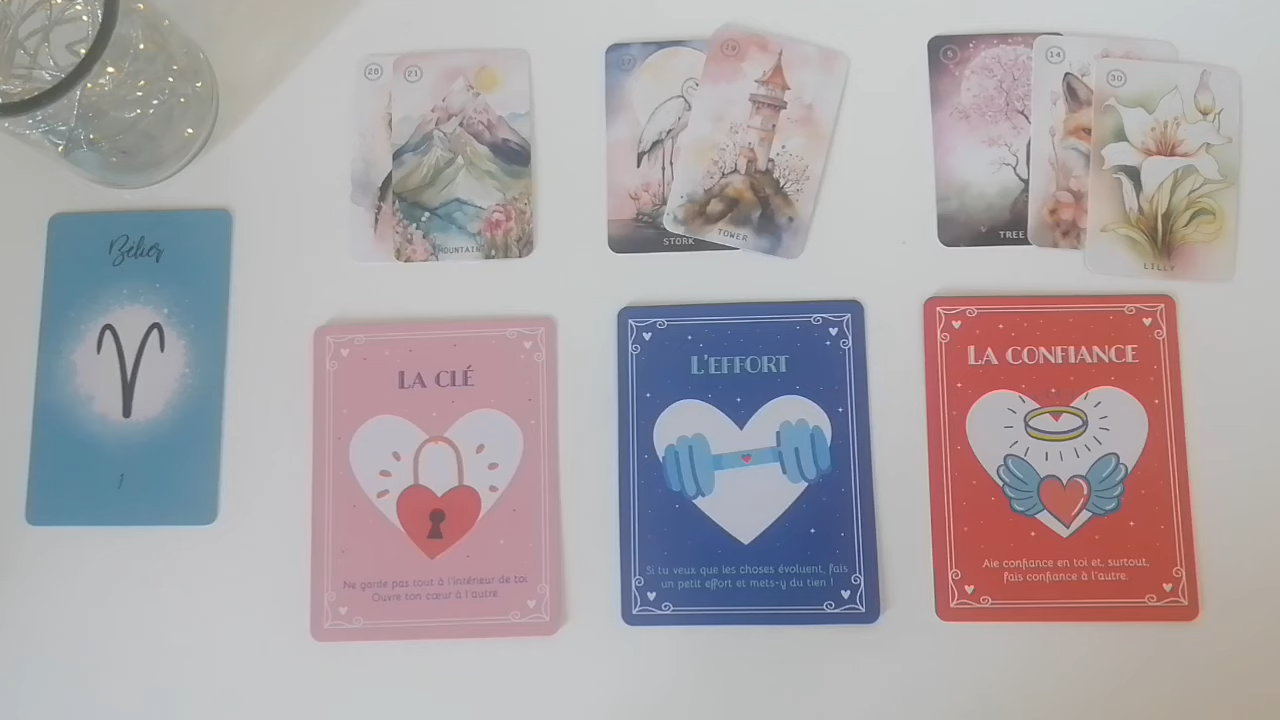 28
21
MOUNTAIN
17
STORK
19
TOWER
5
TREE
14
30
LILLY
Bélier
1
LA CLÉ
Ne garde pas tout à l'intérieur de toi.
Ouvre ton cœur à l'autre.
L'EFFORT
Si tu veux que les choses évoluent, fais
un petit effort et mets-y du tien !
LA CONFIANCE
Aie confiance en toi et, surtout,
fais confiance à l'autre.